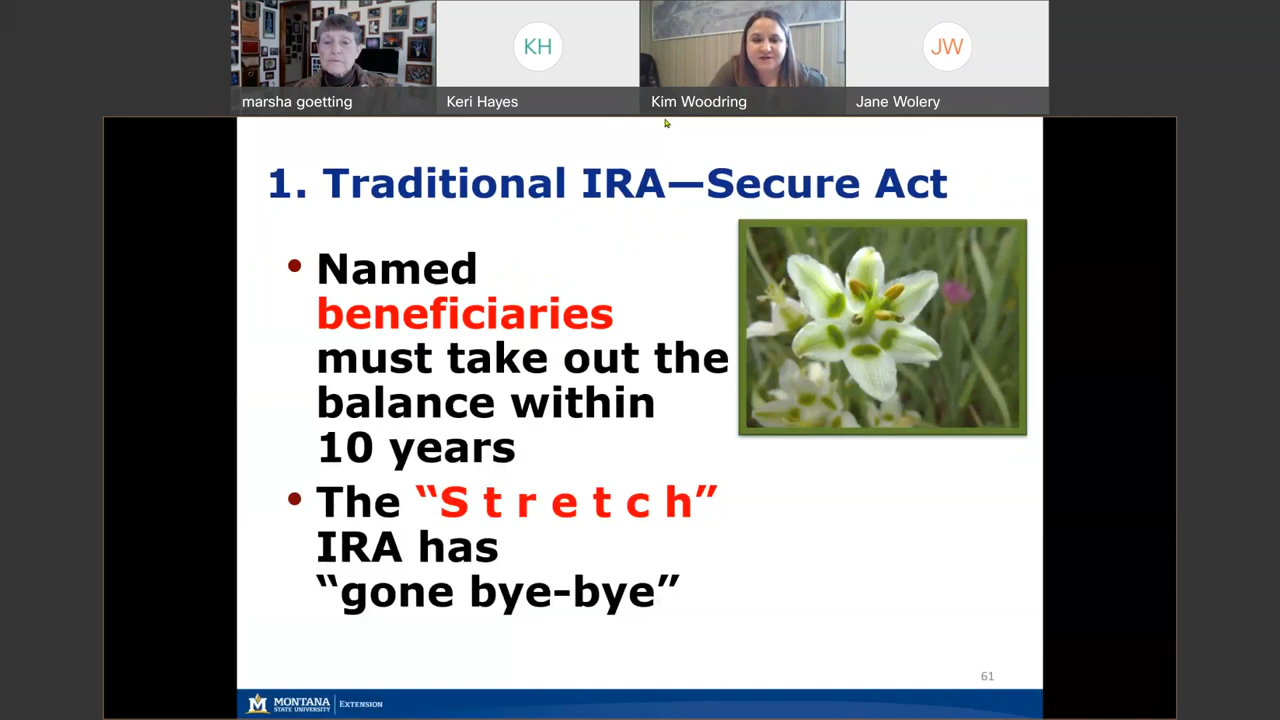 KH
JW
marsha goetting
Keri Hayes
Kim Woodring
Jane Wolery
1. Traditional IRA—Secure Act
• Named
beneficiaries
must take out the
balance within
10 years
• The “S t r e t c h”
IRA has
“gone bye-bye”
61
MONTANA
STATE UNIVERSITY
EXTENSION